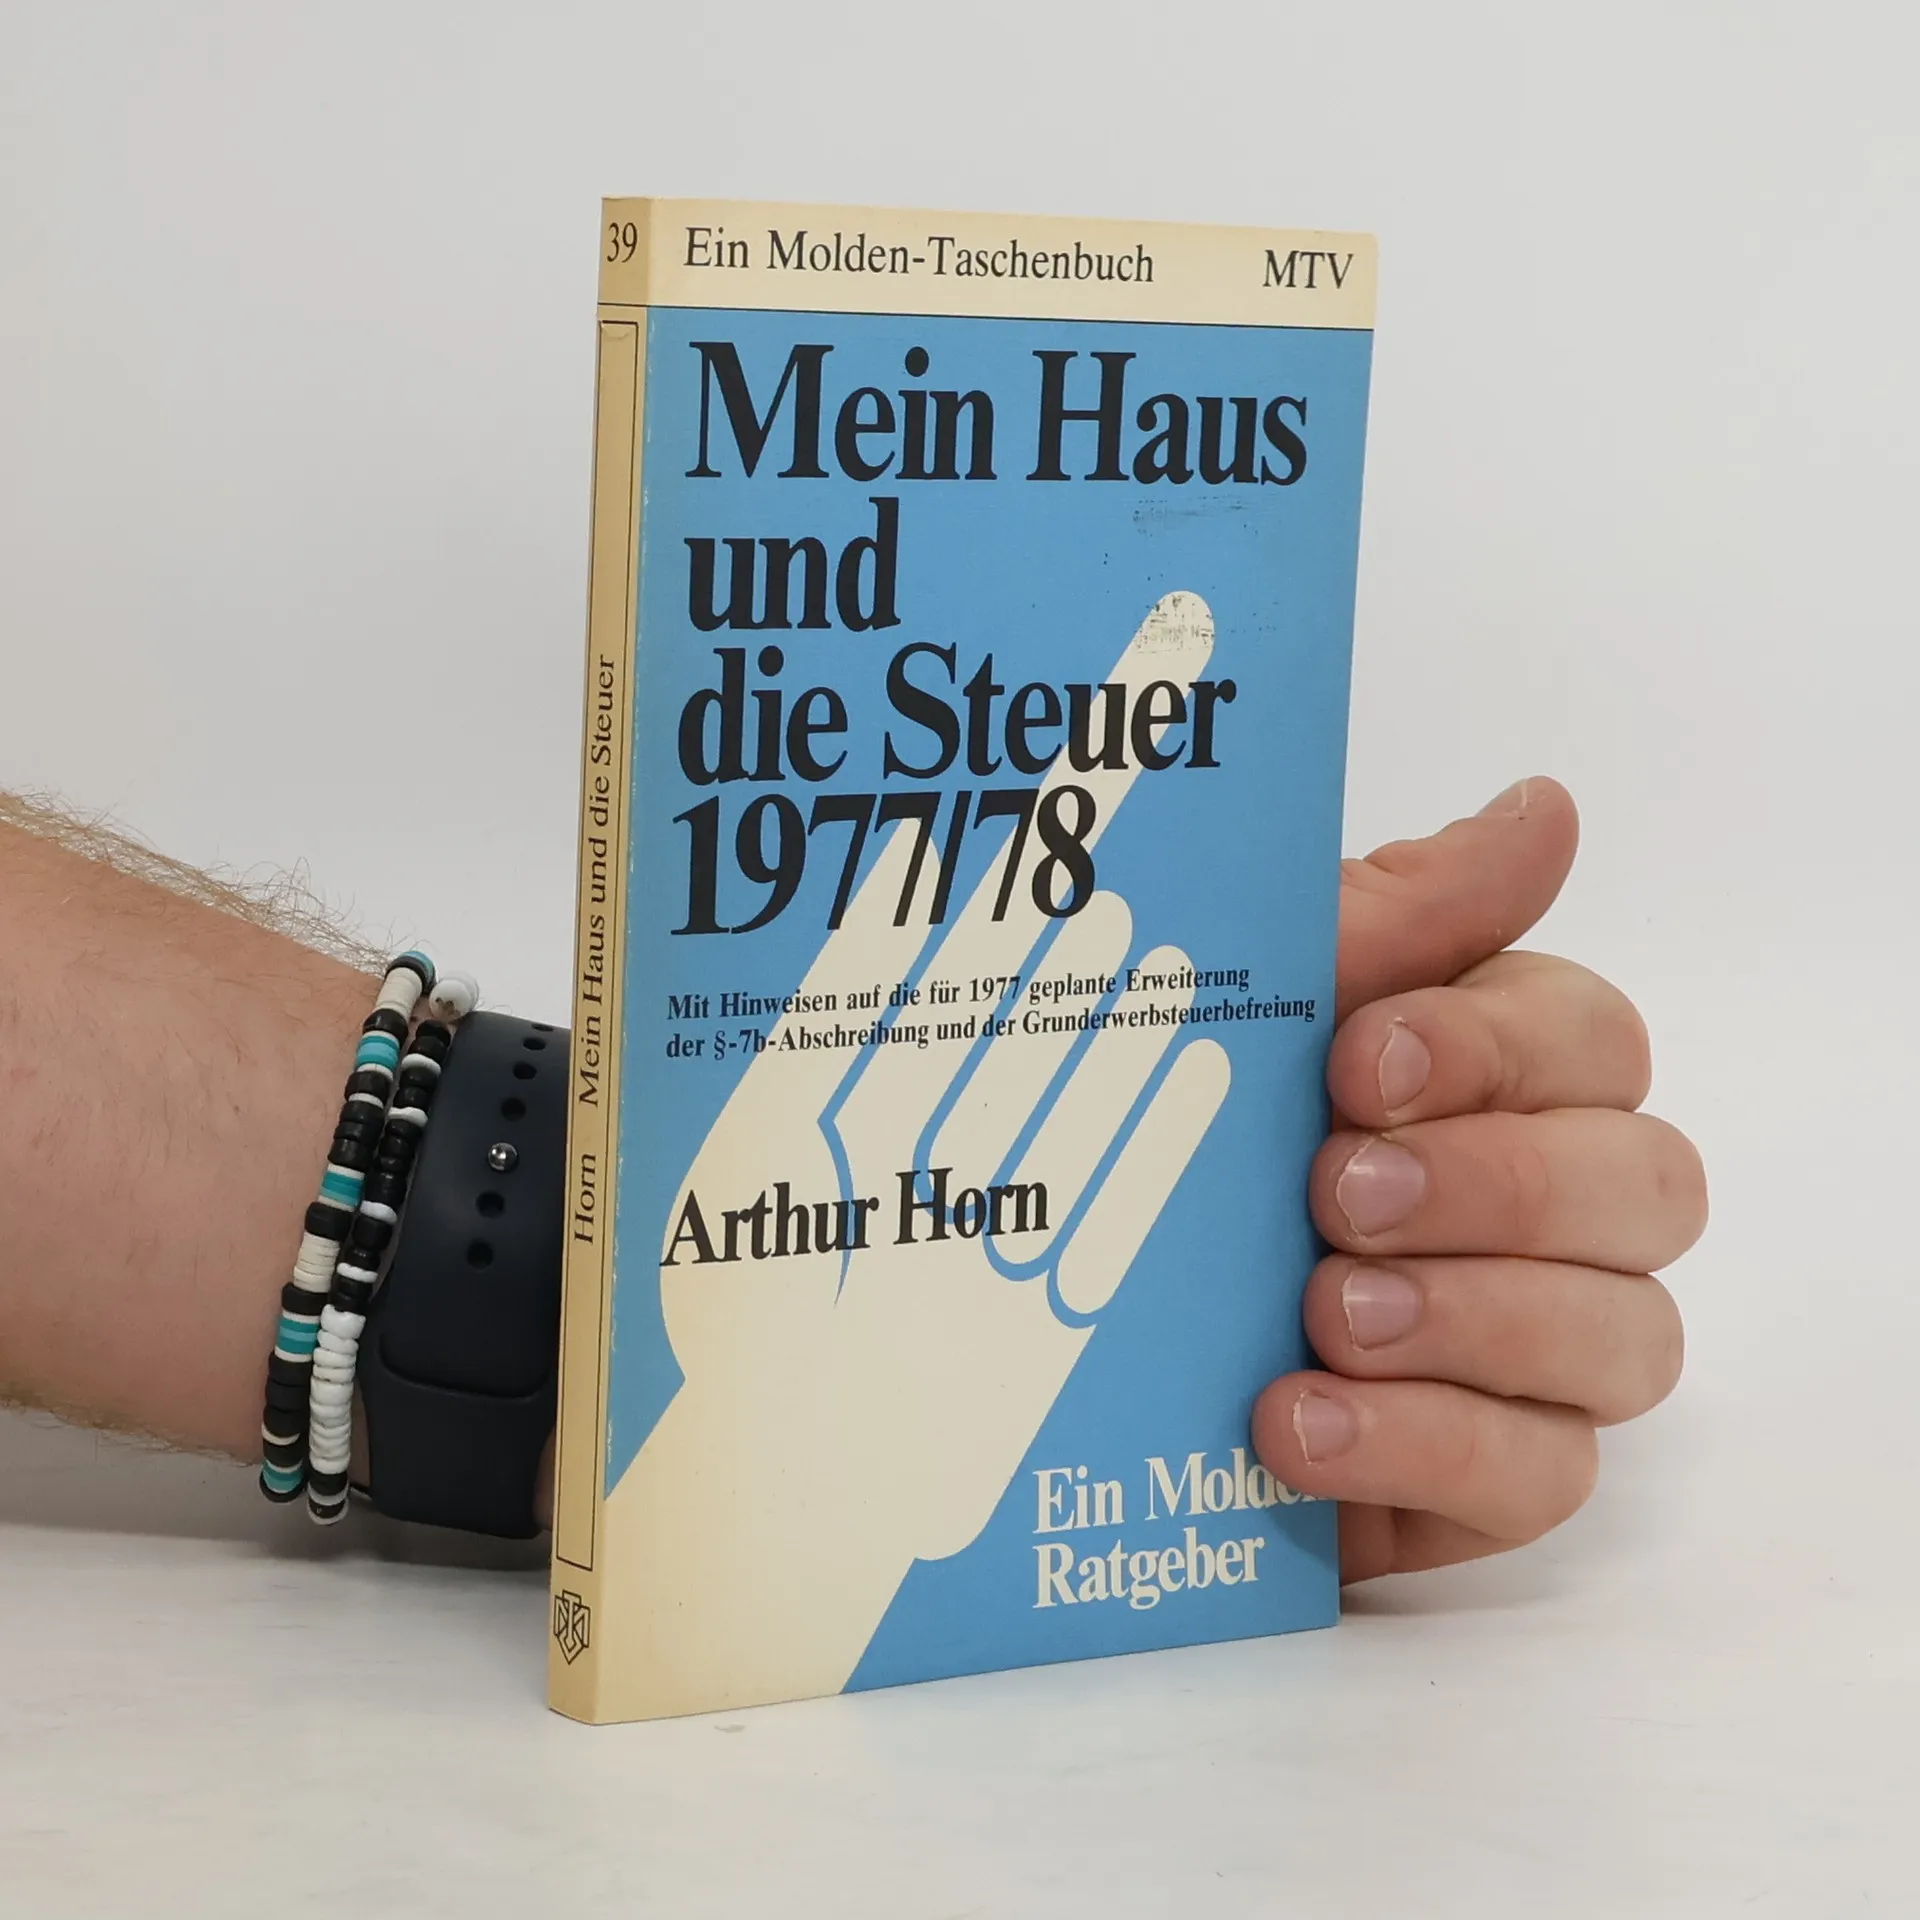 39
Ein Molden-Taschenbuch
MTV
Mein Haus
und
die Steuer
1977/78
Mit Hinweisen auf die für 1977 geplante Erweiterung
der §-7b-Abschreibung und der Grunderwerbsteuerbefreiung
Arthur Horn
Ein Molden
Ratgeber
Horn Mein Haus und die Steuer